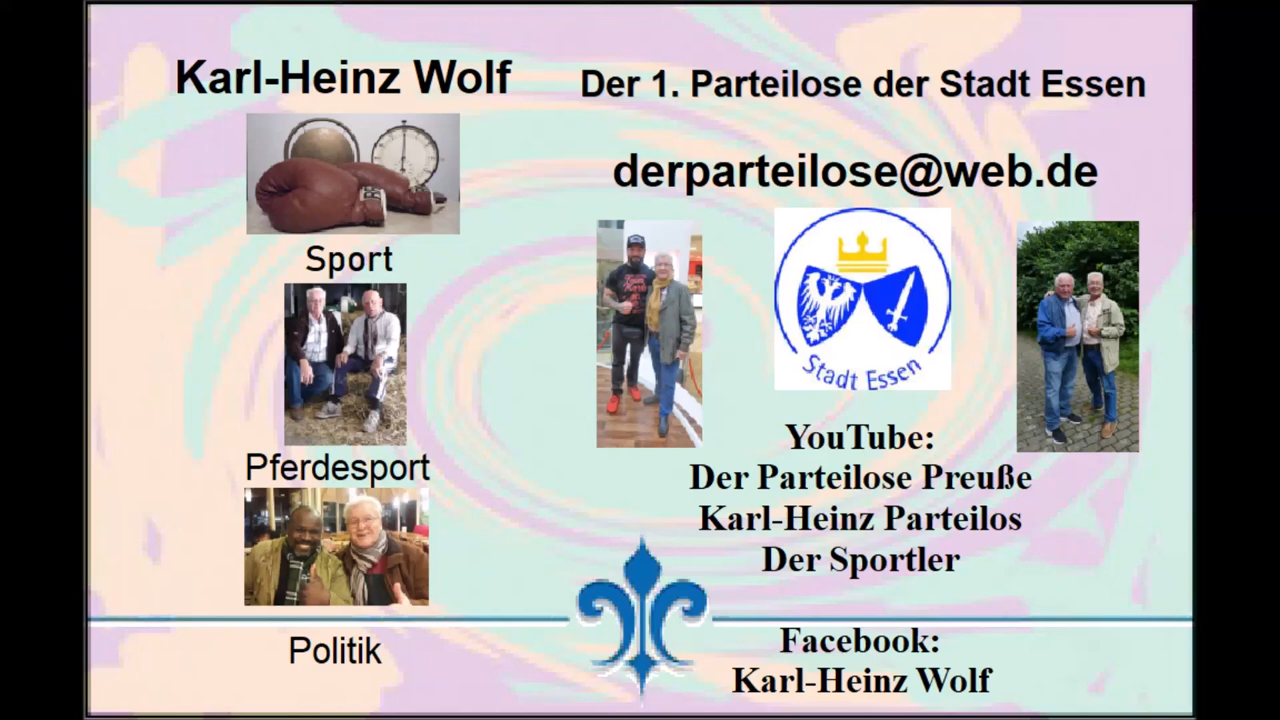 Karl-Heinz Wolf
Der 1. Parteilose der Stadt Essen
derparteilose@web.de
Sport
Pferdesport
Politik
Stadt Essen
YouTube:
Der Parteilose Preuße
Karl-Heinz Parteilos
Der Sportler
Facebook:
Karl-Heinz Wolf